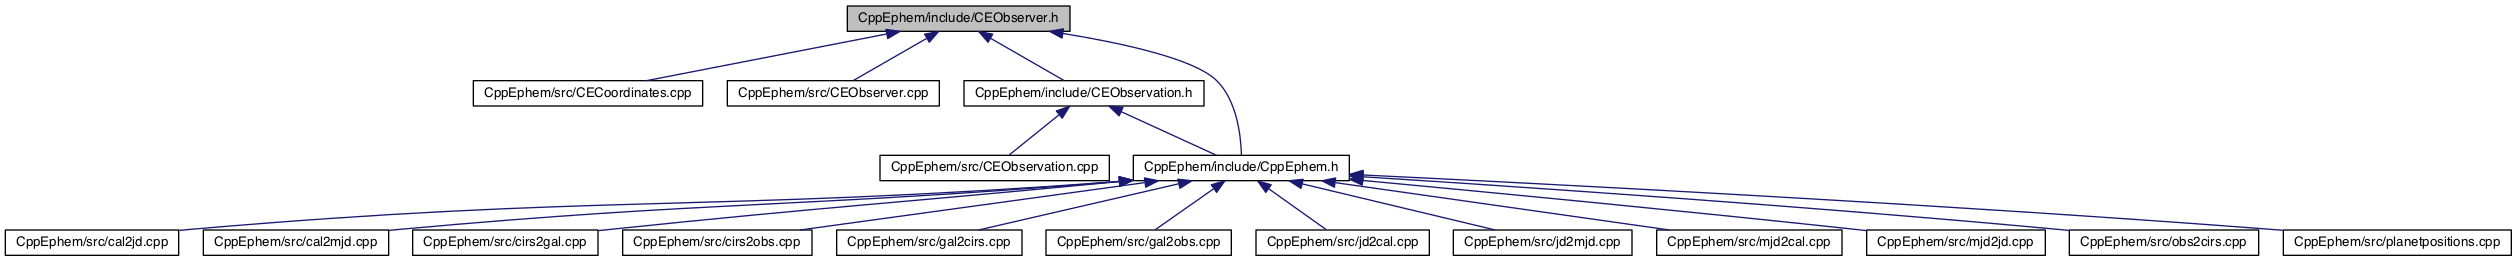 CppEphem/include/CEObserver.h
CppEphem/src/CECoordinates.cpp
CppEphem/src/CEObserver.cpp
CppEphem/include/CEObservation.h
CppEphem/src/CEObservation.cpp
CppEphem/include/CppEphem.h
CppEphem/src/cal2jd.cpp
CppEphem/src/cal2mjd.cpp
CppEphem/src/cirs2gal.cpp
CppEphem/src/cirs2obs.cpp
CppEphem/src/gal2cirs.cpp
CppEphem/src/gal2obs.cpp
CppEphem/src/jd2cal.cpp
CppEphem/src/jd2mjd.cpp
CppEphem/src/mjd2cal.cpp
CppEphem/src/mjd2jd.cpp
CppEphem/src/obs2cirs.cpp
CppEphem/src/planetpositions.cpp